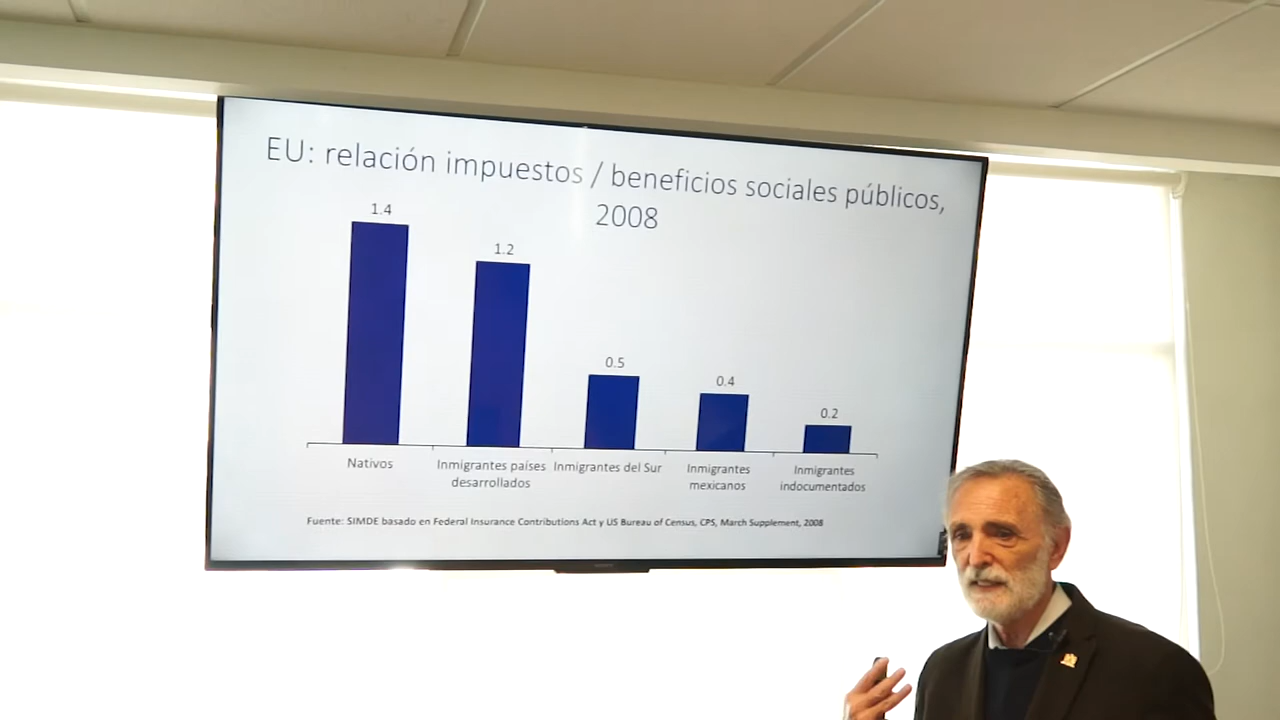 EU: relación impuestos / beneficios sociales públicos,
2008
1.4
1.2
0.5
0.4
0.2
Nativos
Inmigrantes países
desarrollados
Inmigrantes del Sur
Inmigrantes
mexicanos
Inmigrantes
indocumentados
Fuente: SIMDE basado en Federal Insurance Contributions Act y US Bureau of Census, CPS, March Supplement, 2008